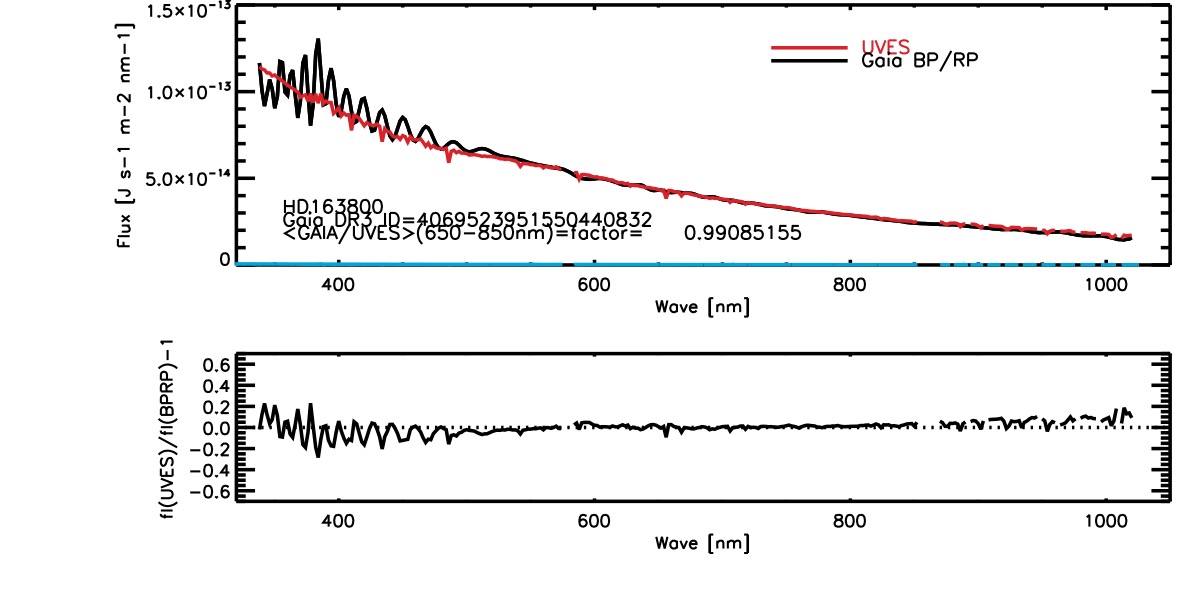 1.5×10−13
1.0×10−13
5.0×10−14
0
Flux [J s−1 m−2 nm−1]
UVES
Gaia BP/RP
HD163800
Gaia DR3 ID=4069523951550440832
<GAIA/UVES>(650−850nm)=factor= 0.99085155
400 600 800 1000
Wave [nm]
fl(UVES)/fl(BPRP)−1
0.6
0.4
0.2
0.0
−0.2
−0.4
−0.6
400 600 800 1000
Wave [nm]